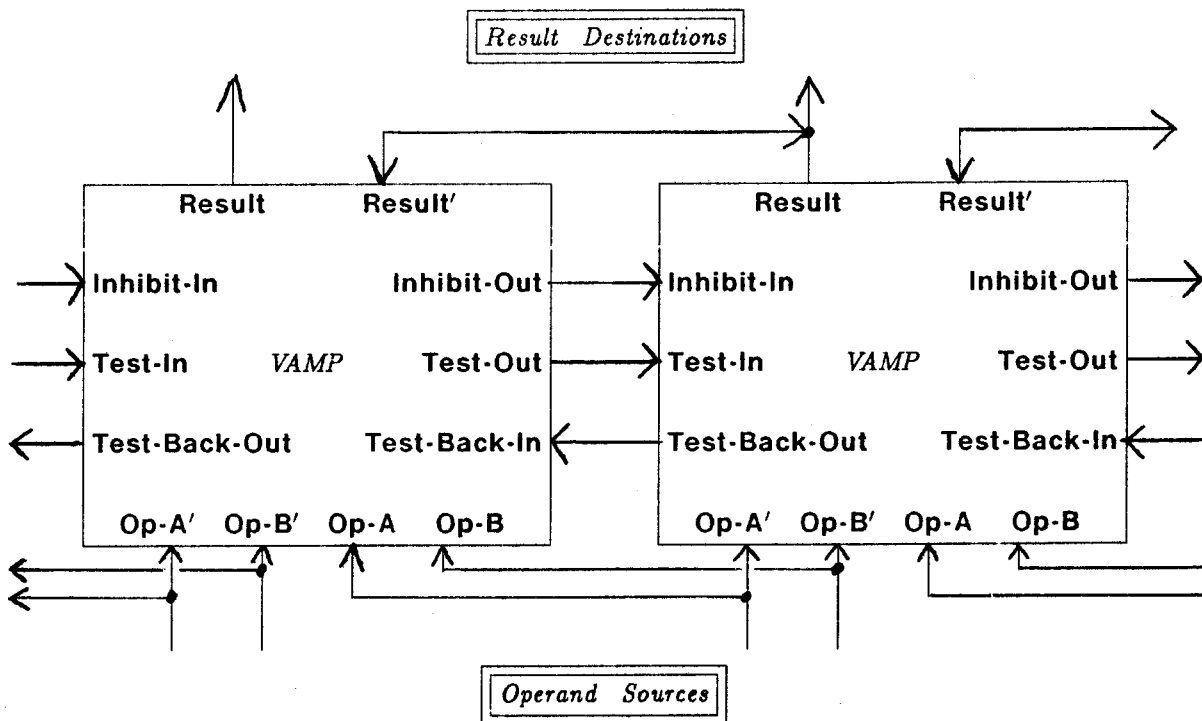 Result Destinations
Result Result′ Result Result′
Inhibit-In Inhibit-Out Inhibit-In Inhibit-Out
Test-In VAMP Test-Out Test-In VAMP Test-Out
Test-Back-Out Test-Back-In Test-Back-Out Test-Back-In
Op-A′ Op-B′ Op-A Op-B Op-A′ Op-B′ Op-A Op-B
Operand Sources